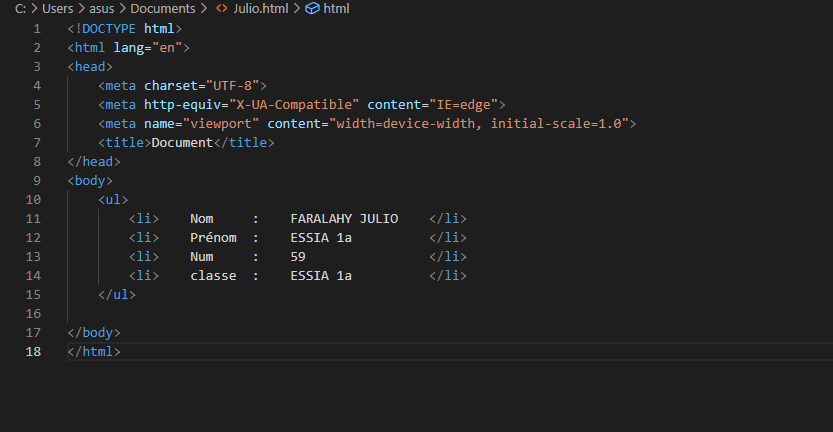 C: > Users > asus > Documents > Julio.html > html
1 <!DOCTYPE html>
2 <html lang="en">
3 <head>
4     <meta charset="UTF-8">
5     <meta http-equiv="X-UA-Compatible" content="IE=edge">
6     <meta name="viewport" content="width=device-width, initial-scale=1.0">
7     <title>Document</title>
8 </head>
9 <body>
10     <ul>
11         <li>    Nom     :    FARALAHY JULIO    </li>
12         <li>    Prénom  :    ESSIA 1a          </li>
13         <li>    Num     :    59                </li>
14         <li>    classe  :    ESSIA 1a          </li>
15     </ul>
16
17 </body>
18 </html>